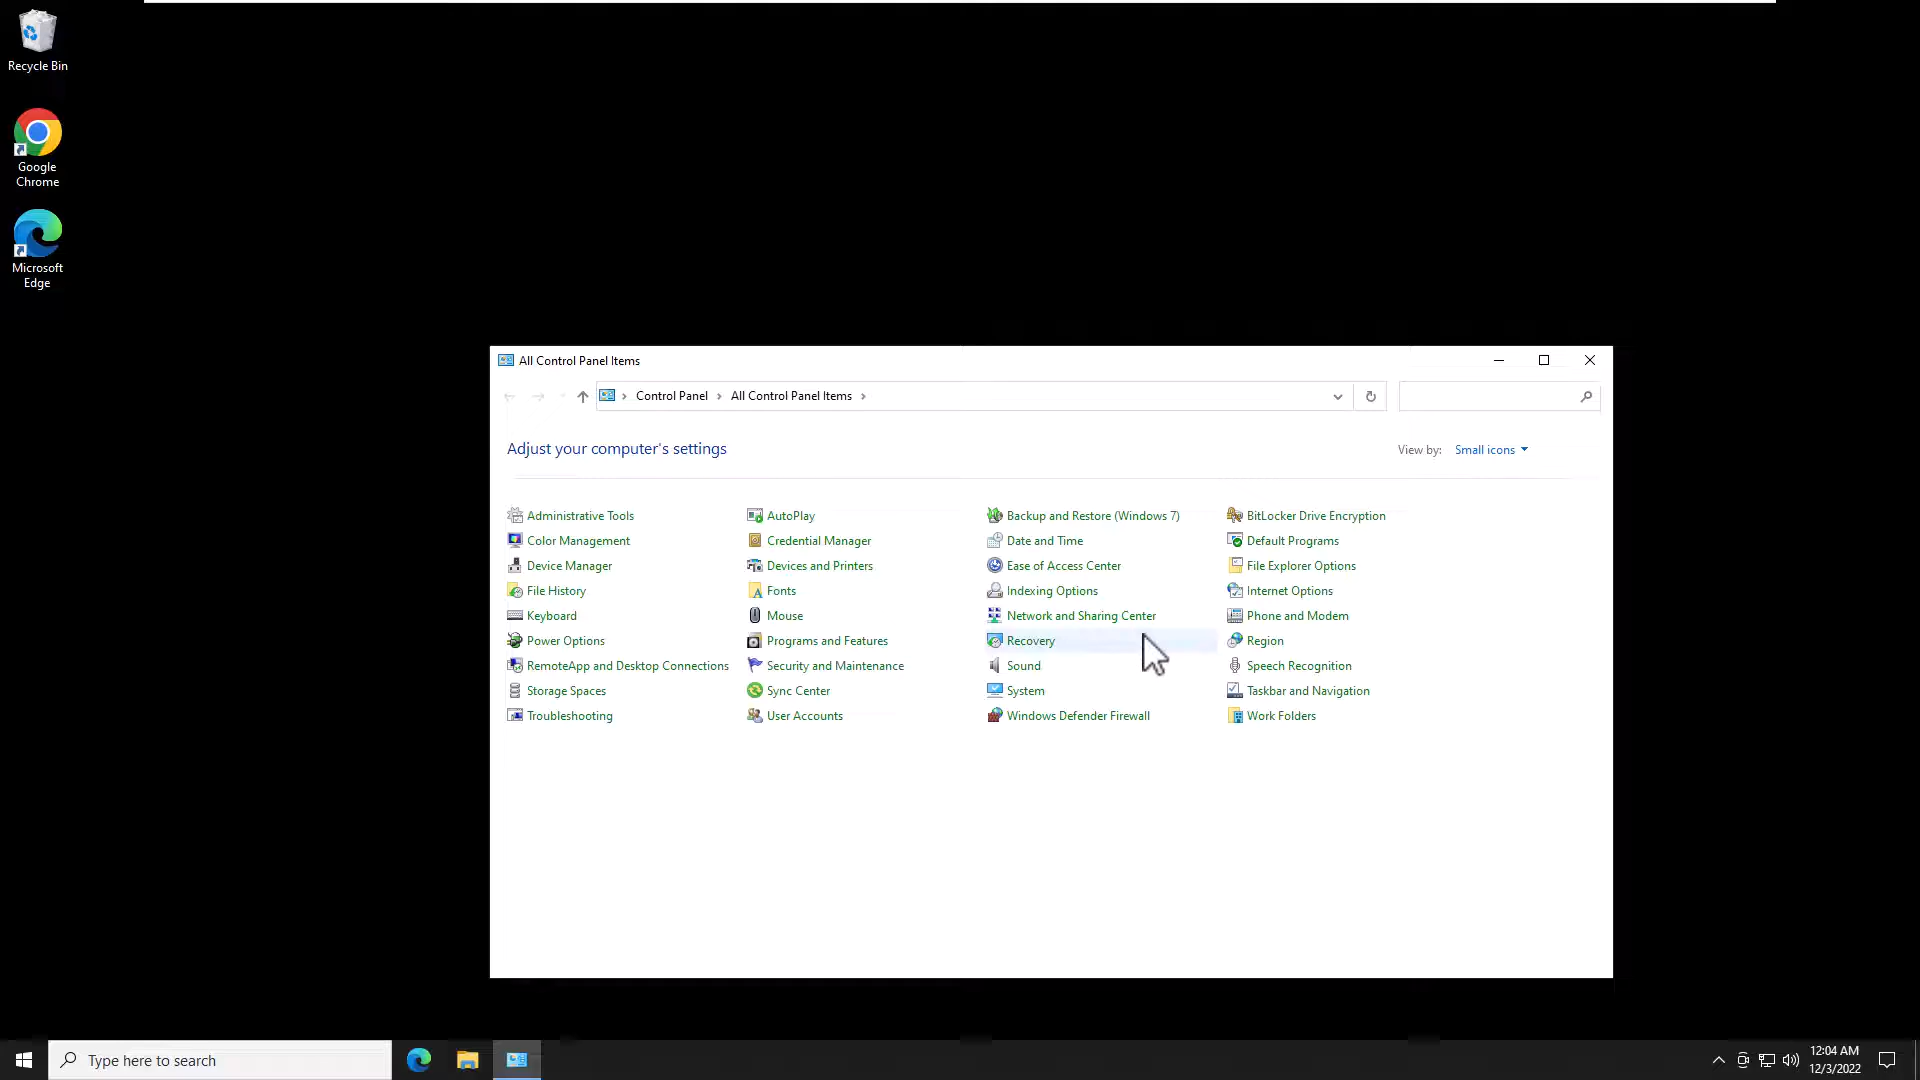 Recycle Bin
Google
Chrome
Microsoft
Edge
All Control Panel Items
Control Panel
All Control Panel Items
Adjust your computer's settings
View by:
Small icons
Administrative Tools
AutoPlay
Backup and Restore (Windows 7)
BitLocker Drive Encryption
Color Management
Credential Manager
Date and Time
Default Programs
Device Manager
Devices and Printers
Ease of Access Center
File Explorer Options
File History
Fonts
Indexing Options
Internet Options
Keyboard
Mouse
Network and Sharing Center
Phone and Modem
Power Options
Programs and Features
Recovery
Region
RemoteApp and Desktop Connections
Security and Maintenance
Sound
Speech Recognition
Storage Spaces
Sync Center
System
Taskbar and Navigation
Troubleshooting
User Accounts
Windows Defender Firewall
Work Folders
Type here to search
12:04 AM
12/3/2022